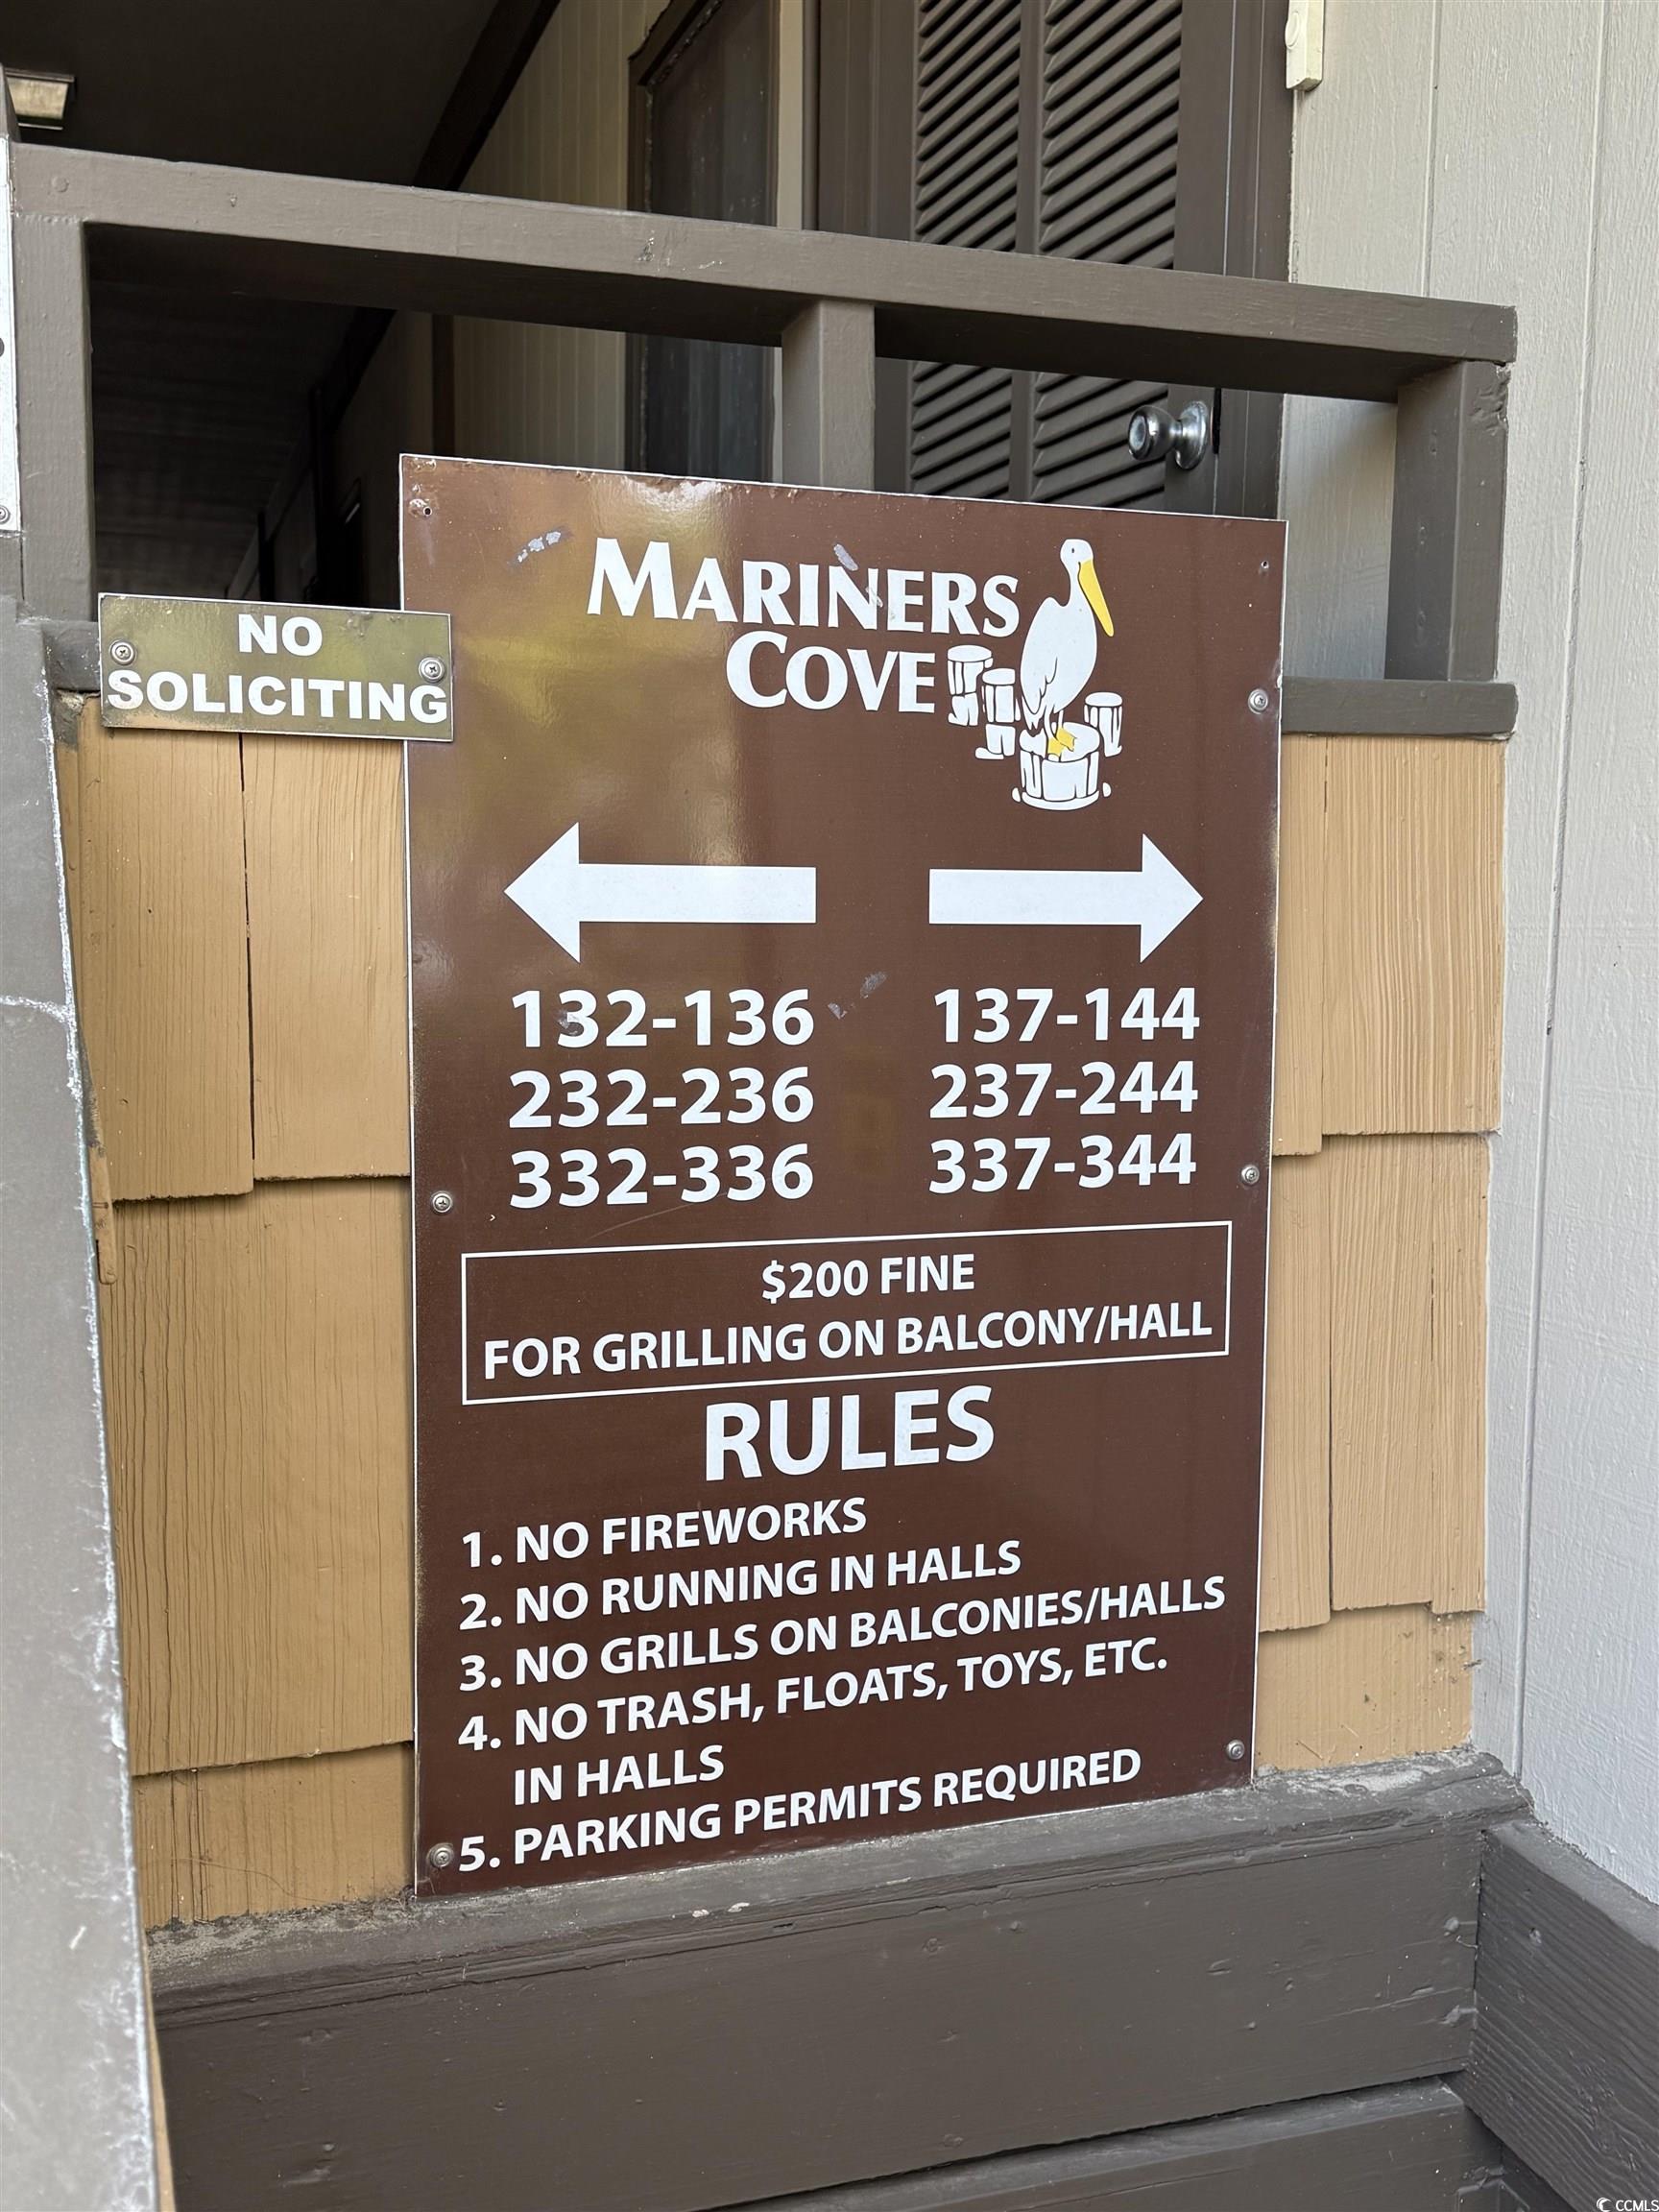 NO
SOLICITING
MARINERS
COVE
132-136
232-236
332-336
137-144
237-244
337-344
$200 FINE
FOR GRILLING ON BALCONY/HALL
RULES
1. NO FIREWORKS
2. NO RUNNING IN HALLS
3. NO GRILLS ON BALCONIES/HALLS
4. NO TRASH, FLOATS, TOYS, ETC.
IN HALLS
5. PARKING PERMITS REQUIRED
CCMLS